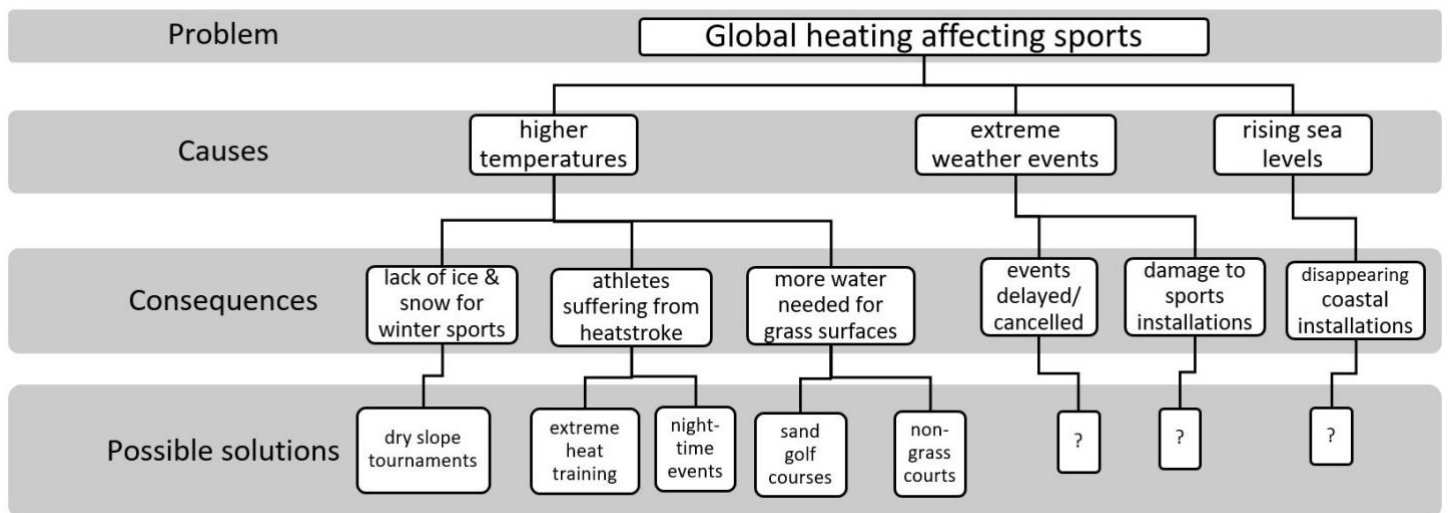 Problem
Global heating affecting sports
Causes
higher
temperatures
extreme
weather events
rising sea
levels
Consequences
lack of ice &
snow for
winter sports
athletes
suffering from
heatstroke
more water
needed for
grass surfaces
events
delayed/
cancelled
damage to
sports
installations
disappearing
coastal
installations
Possible solutions
dry slope
tournaments
extreme
heat
training
night-
time
events
sand
golf
courses
non-
grass
courts
?
?
?